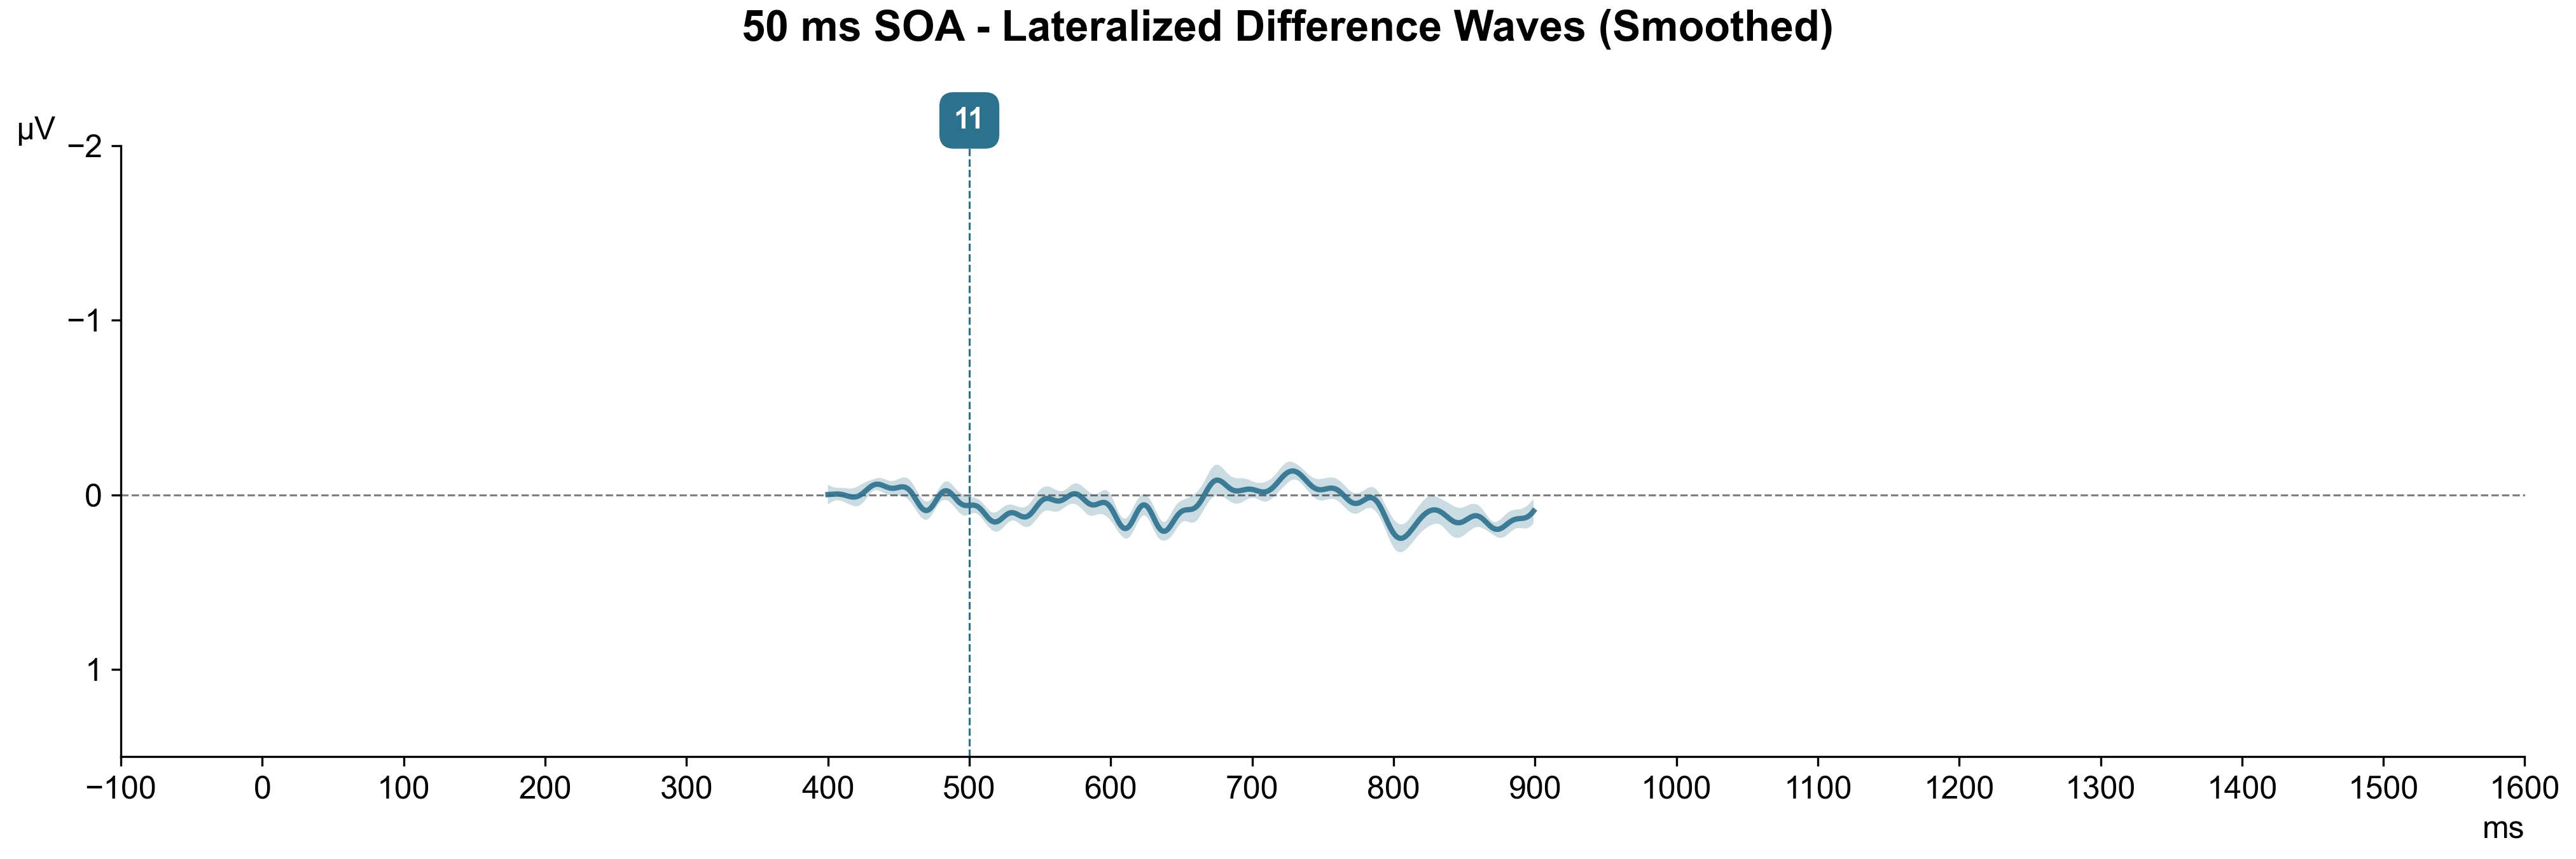 50 ms SOA - Lateralized Difference Waves (Smoothed)
11
µV
−2
−1
0
1
−100 0 100 200 300 400 500 600 700 800 900 1000 1100 1200 1300 1400 1500 1600
ms